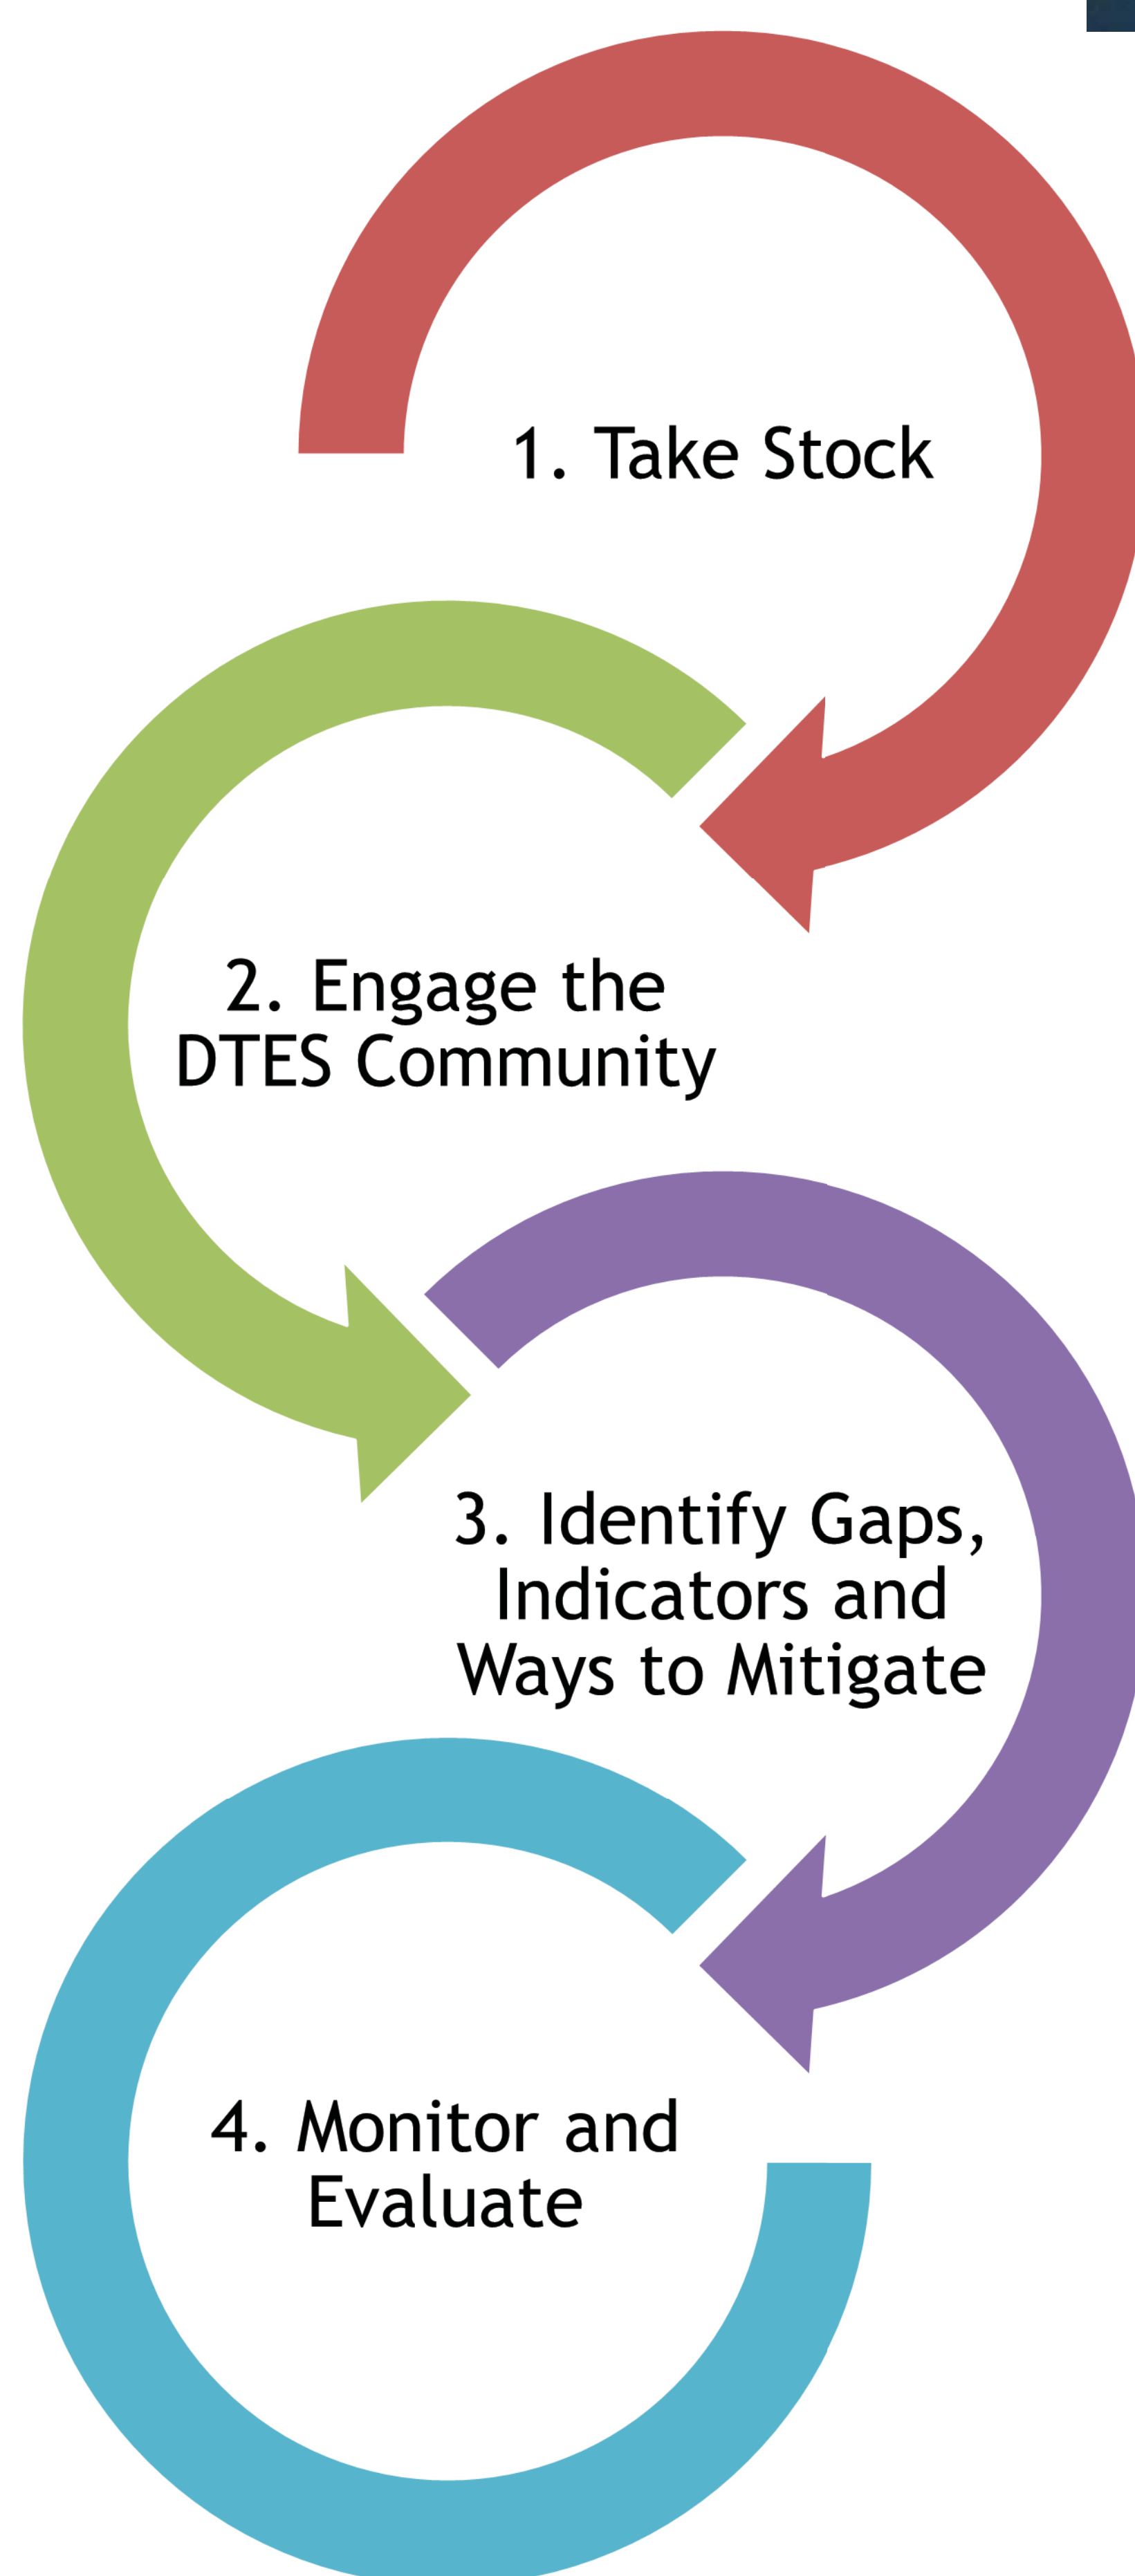 1. Take Stock
2. Engage the
DTES Community
3. Identify Gaps,
Indicators and
Ways to Mitigate
4. Monitor and
Evaluate